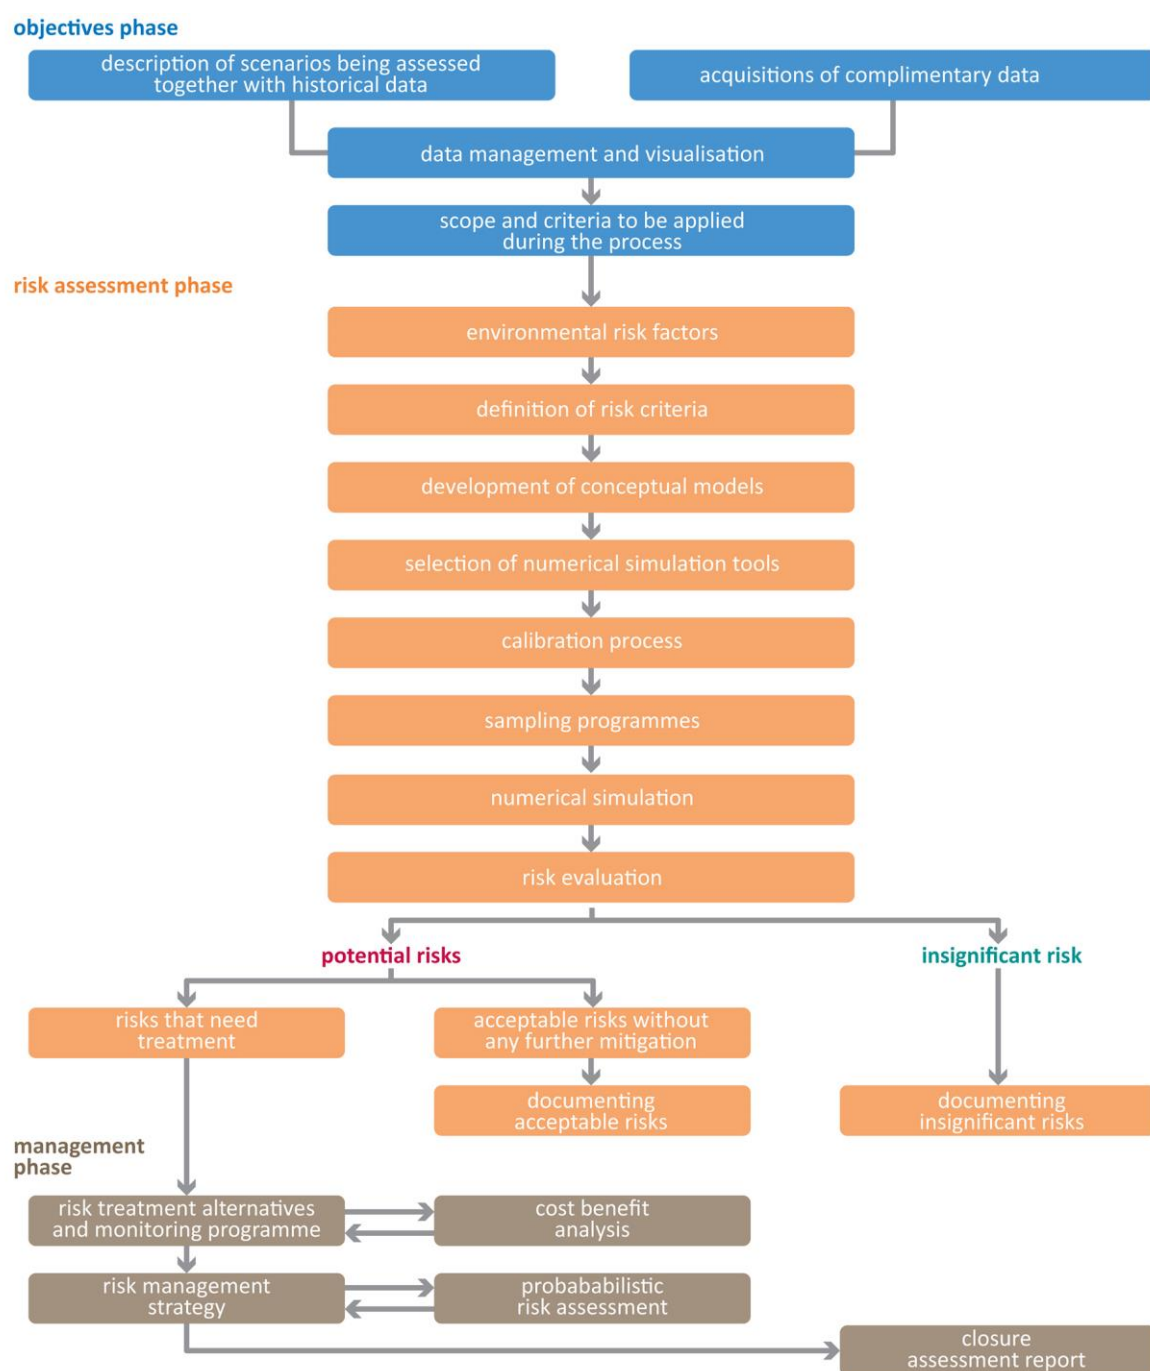 objectives phase
description of scenarios being assessed
together with historical data
acquisitions of complimentary data
data management and visualisation
scope and criteria to be applied
during the process
risk assessment phase
environmental risk factors
definition of risk criteria
development of conceptual models
selection of numerical simulation tools
calibration process
sampling programmes
numerical simulation
risk evaluation
potential risks
insignificant risk
risks that need
treatment
acceptable risks without
any further mitigation
documenting
acceptable risks
documenting
insignificant risks
management
phase
risk treatment alternatives
and monitoring programme
cost benefit
analysis
risk management
strategy
probababilistic
risk assessment
closure
assessment report